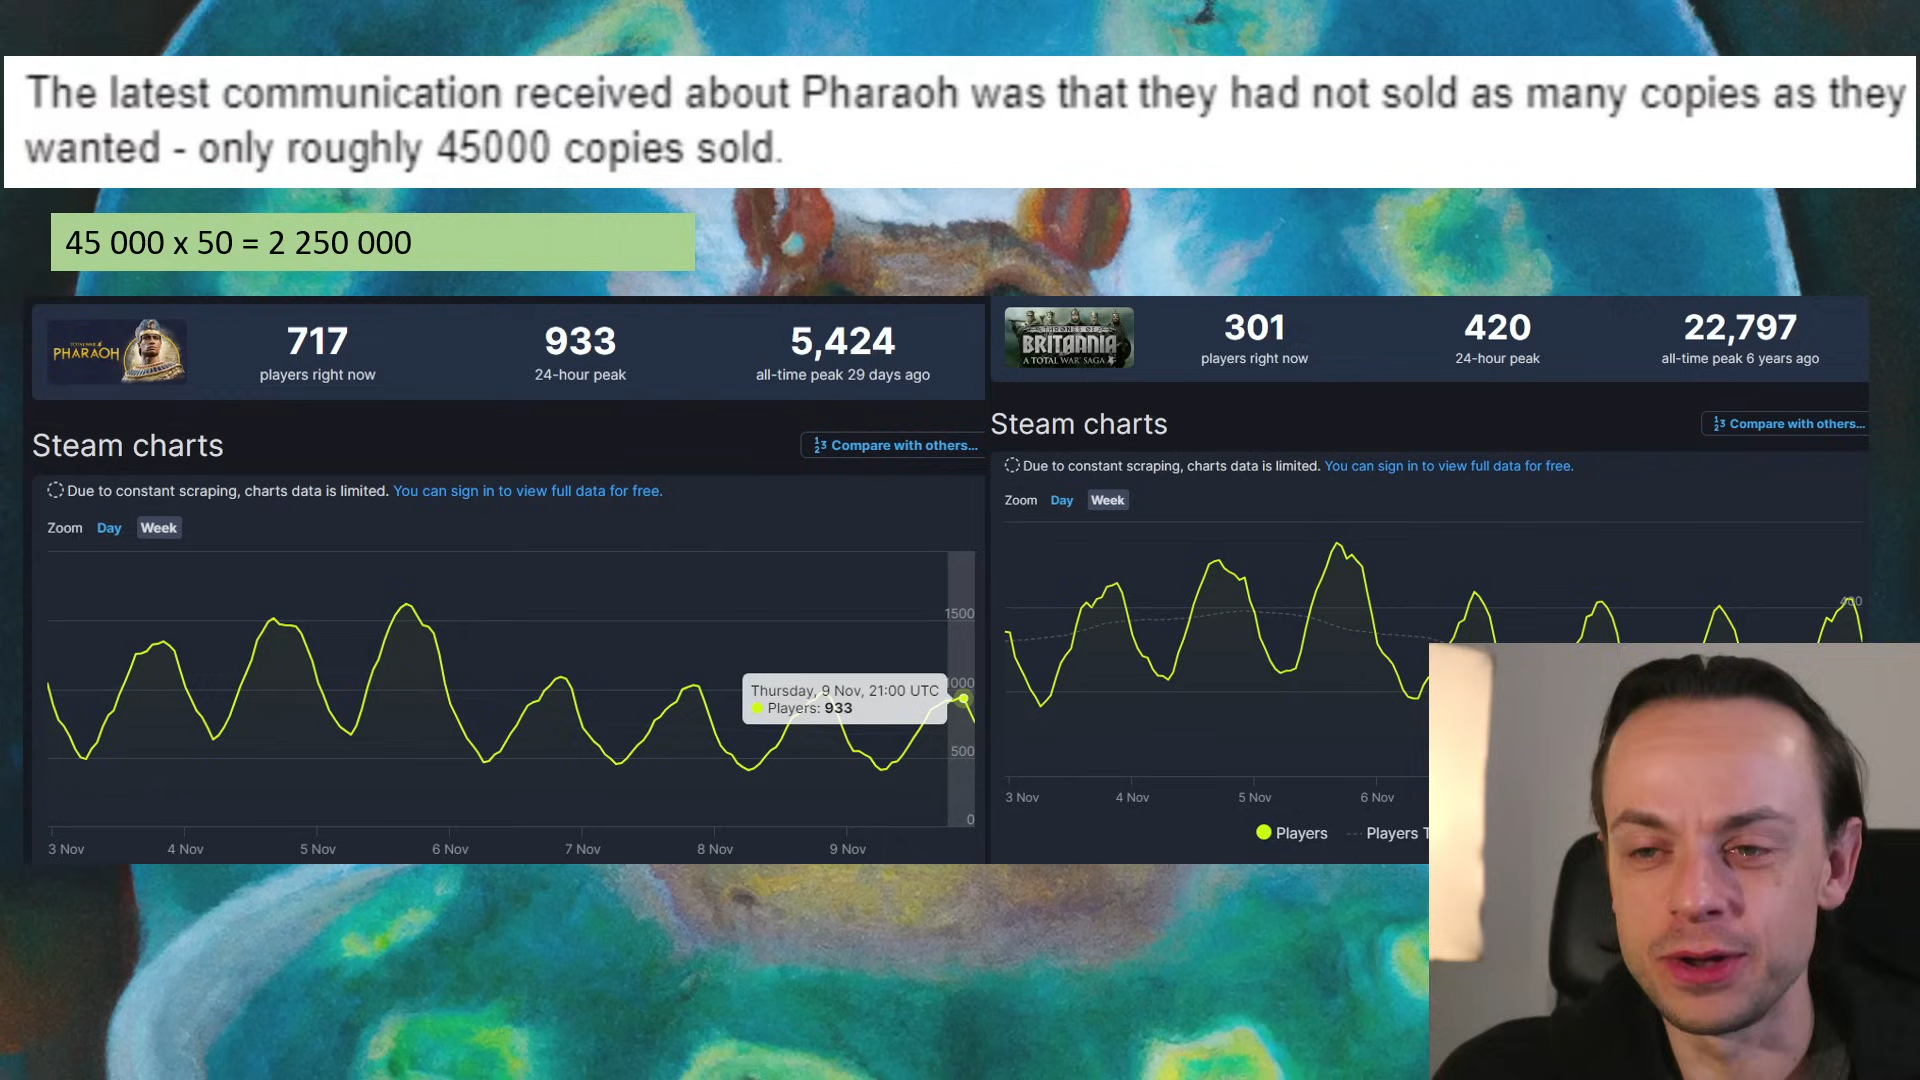 The latest communication received about Pharaoh was that they had not sold as many copies as they
wanted - only roughly 45000 copies sold.
45 000 x 50 = 2 250 000
TOTAL WAR
PHARAOH
717
players right now
933
24-hour peak
5,424
all-time peak 29 days ago
Steam charts
Compare with others...
Due to constant scraping, charts data is limited. You can sign in to view full data for free.
Zoom Day Week
1500
1000
500
0
Thursday, 9 Nov, 21:00 UTC
Players: 933
3 Nov 4 Nov 5 Nov 6 Nov 7 Nov 8 Nov 9 Nov
THRONES OF
BRITANNIA
A TOTAL WAR SAGA
301
players right now
420
24-hour peak
22,797
all-time peak 6 years ago
Steam charts
Compare with others...
Due to constant scraping, charts data is limited. You can sign in to view full data for free.
Zoom Day Week
400
3 Nov 4 Nov 5 Nov 6 Nov
Players Players T